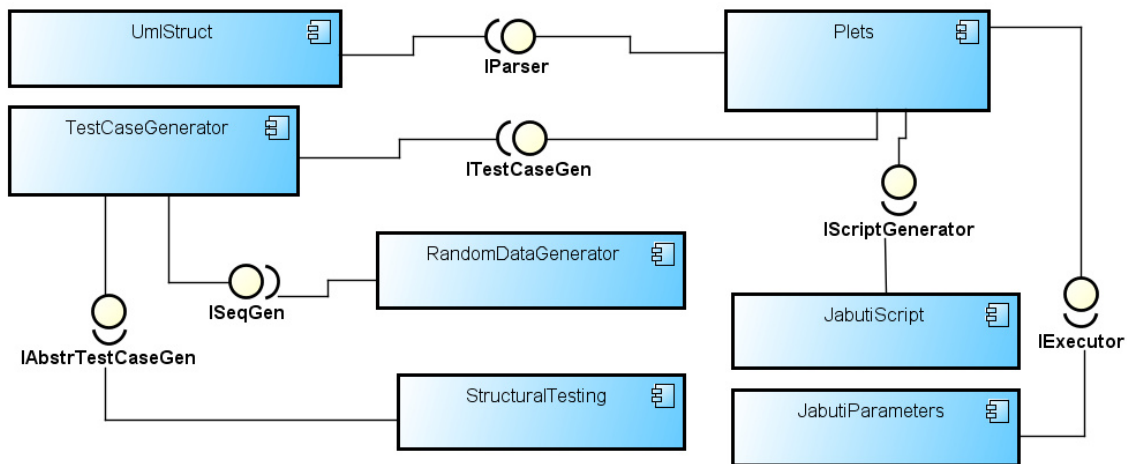 UmlStruct
Plets
IParser
TestCaseGenerator
ITestCaseGen
IScriptGenerator
RandomDataGenerator
ISeqGen
JabutiScript
IExecutor
IAbstrTestCaseGen
StructuralTesting
JabutiParameters